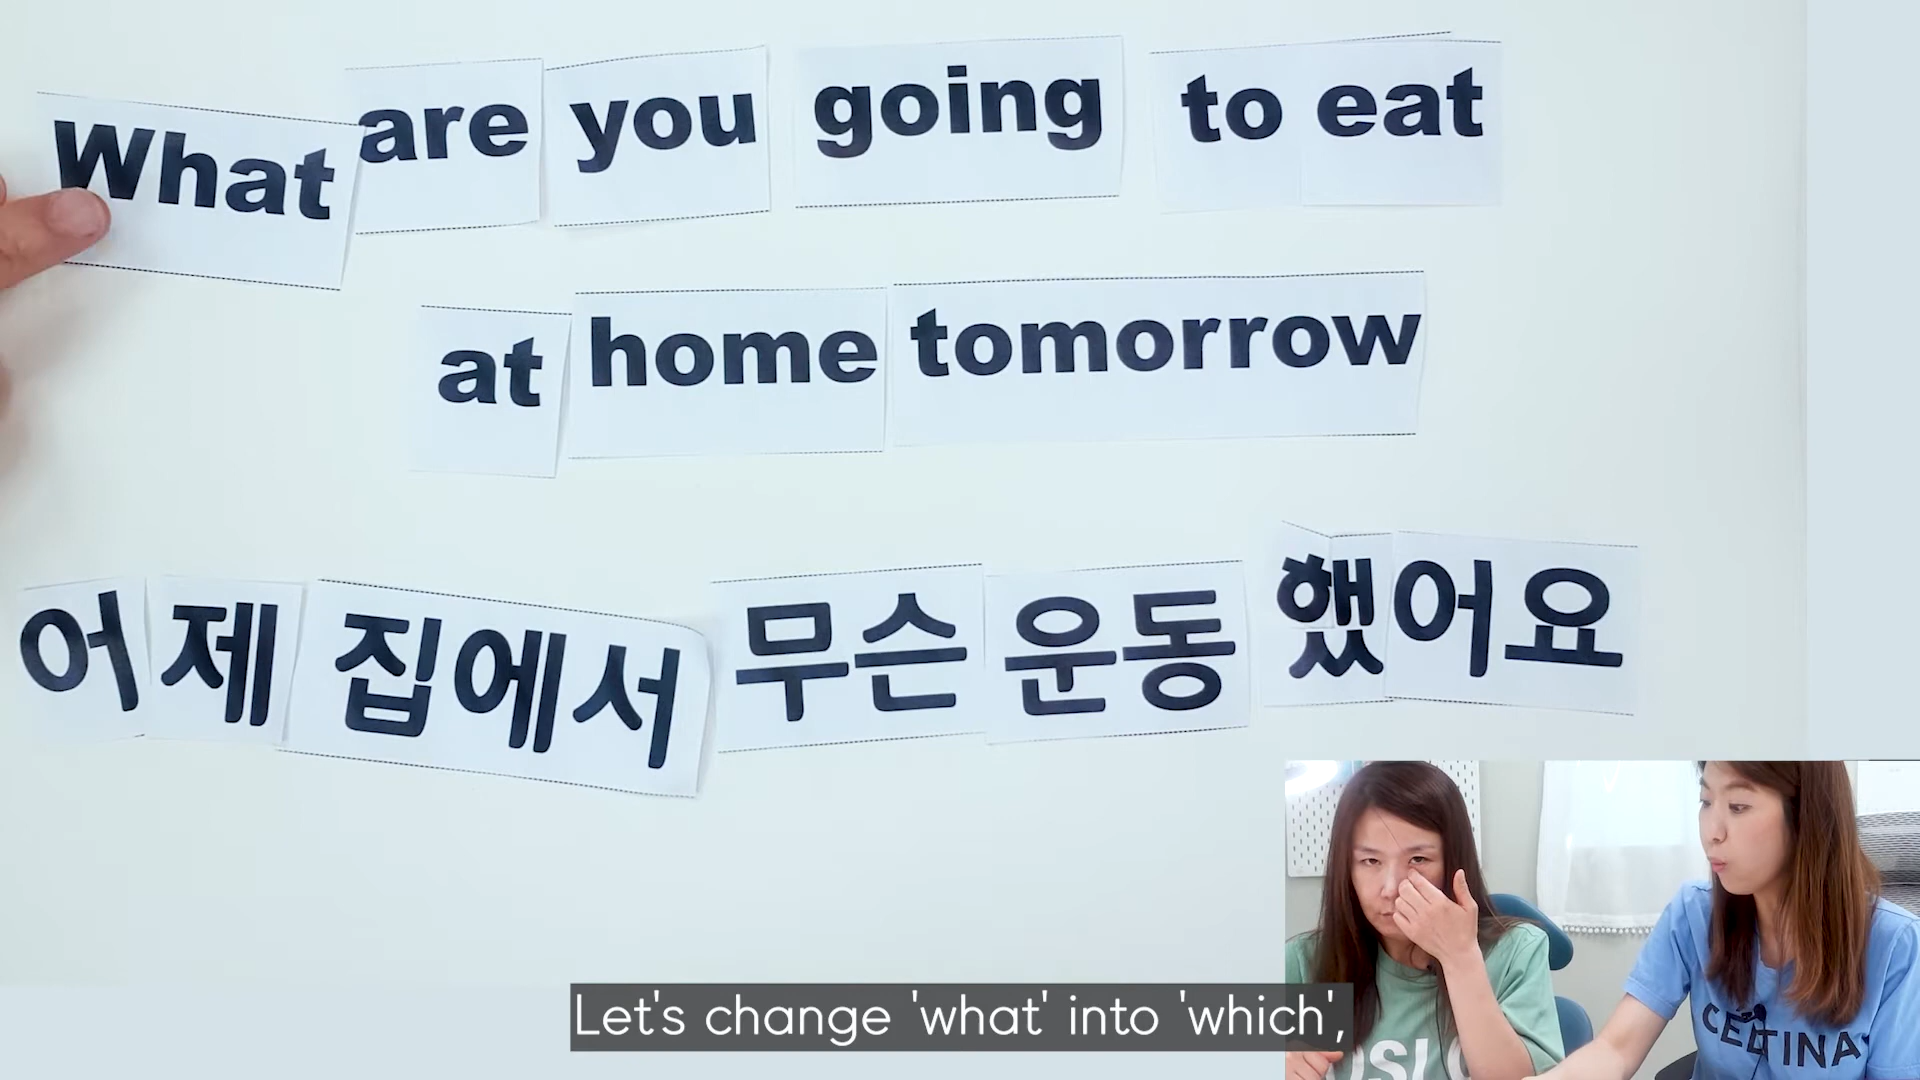 What are you going to eat
at home tomorrow
어제 집에서 무슨 운동 했어요
Let's change 'what' into 'which',